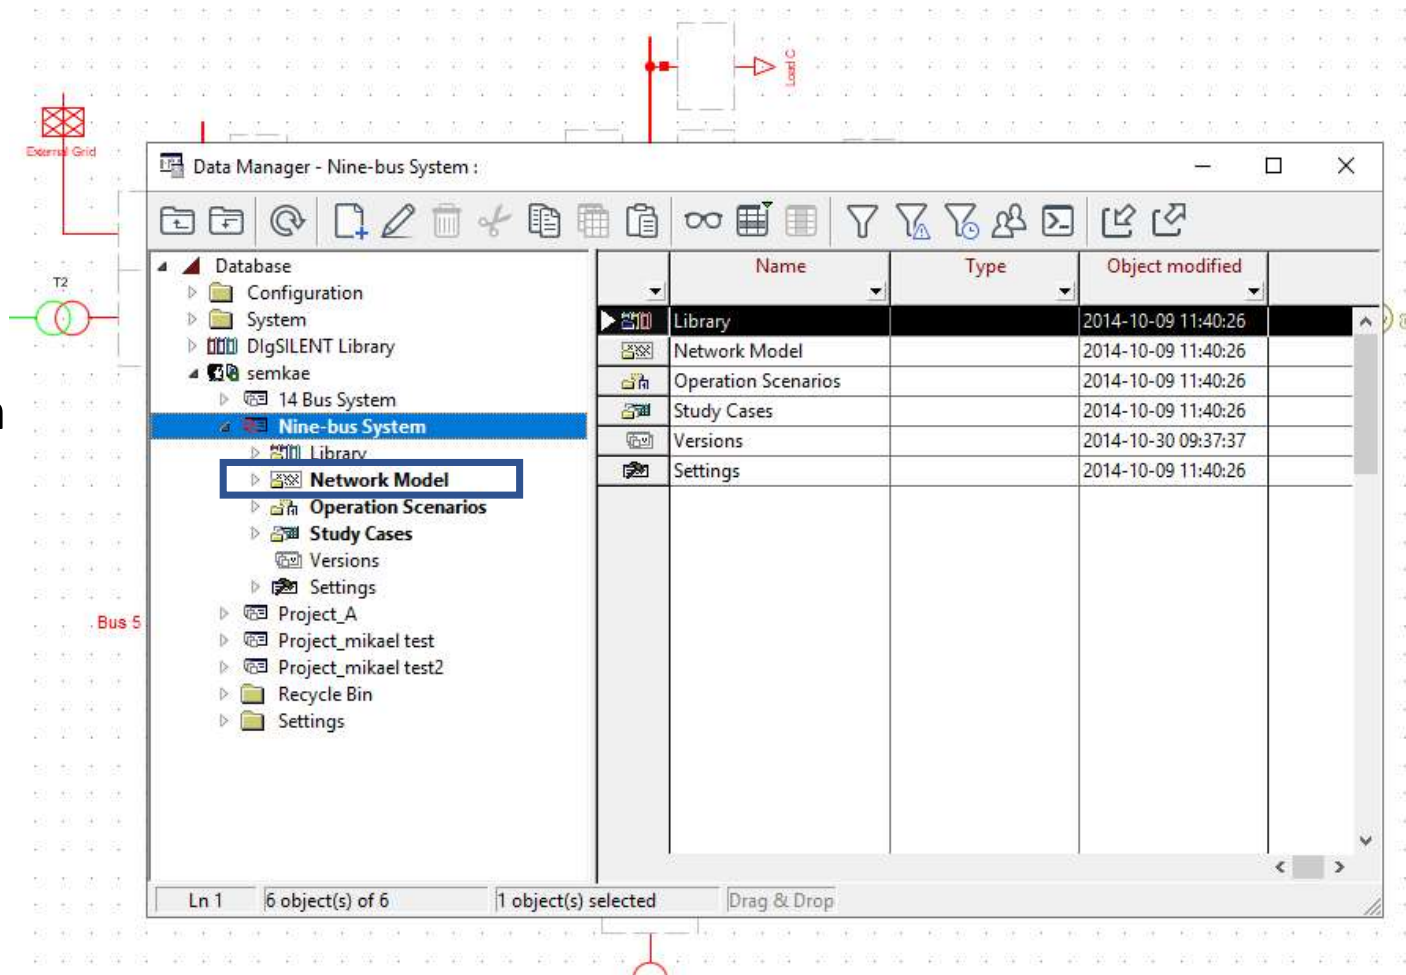 Load C
External Grid
T2
Bus 5
Data Manager - Nine-bus System :
Database
Configuration
System
DIgSILENT Library
semkae
14 Bus System
Nine-bus System
Library
Network Model
Operation Scenarios
Study Cases
Versions
Settings
Project_A
Project_mikael test
Project_mikael test2
Recycle Bin
Settings
Name Type Object modified
Library 2014-10-09 11:40:26
Network Model 2014-10-09 11:40:26
Operation Scenarios 2014-10-09 11:40:26
Study Cases 2014-10-09 11:40:26
Versions 2014-10-30 09:37:37
Settings 2014-10-09 11:40:26
Ln 1 6 object(s) of 6 1 object(s) selected Drag & Drop